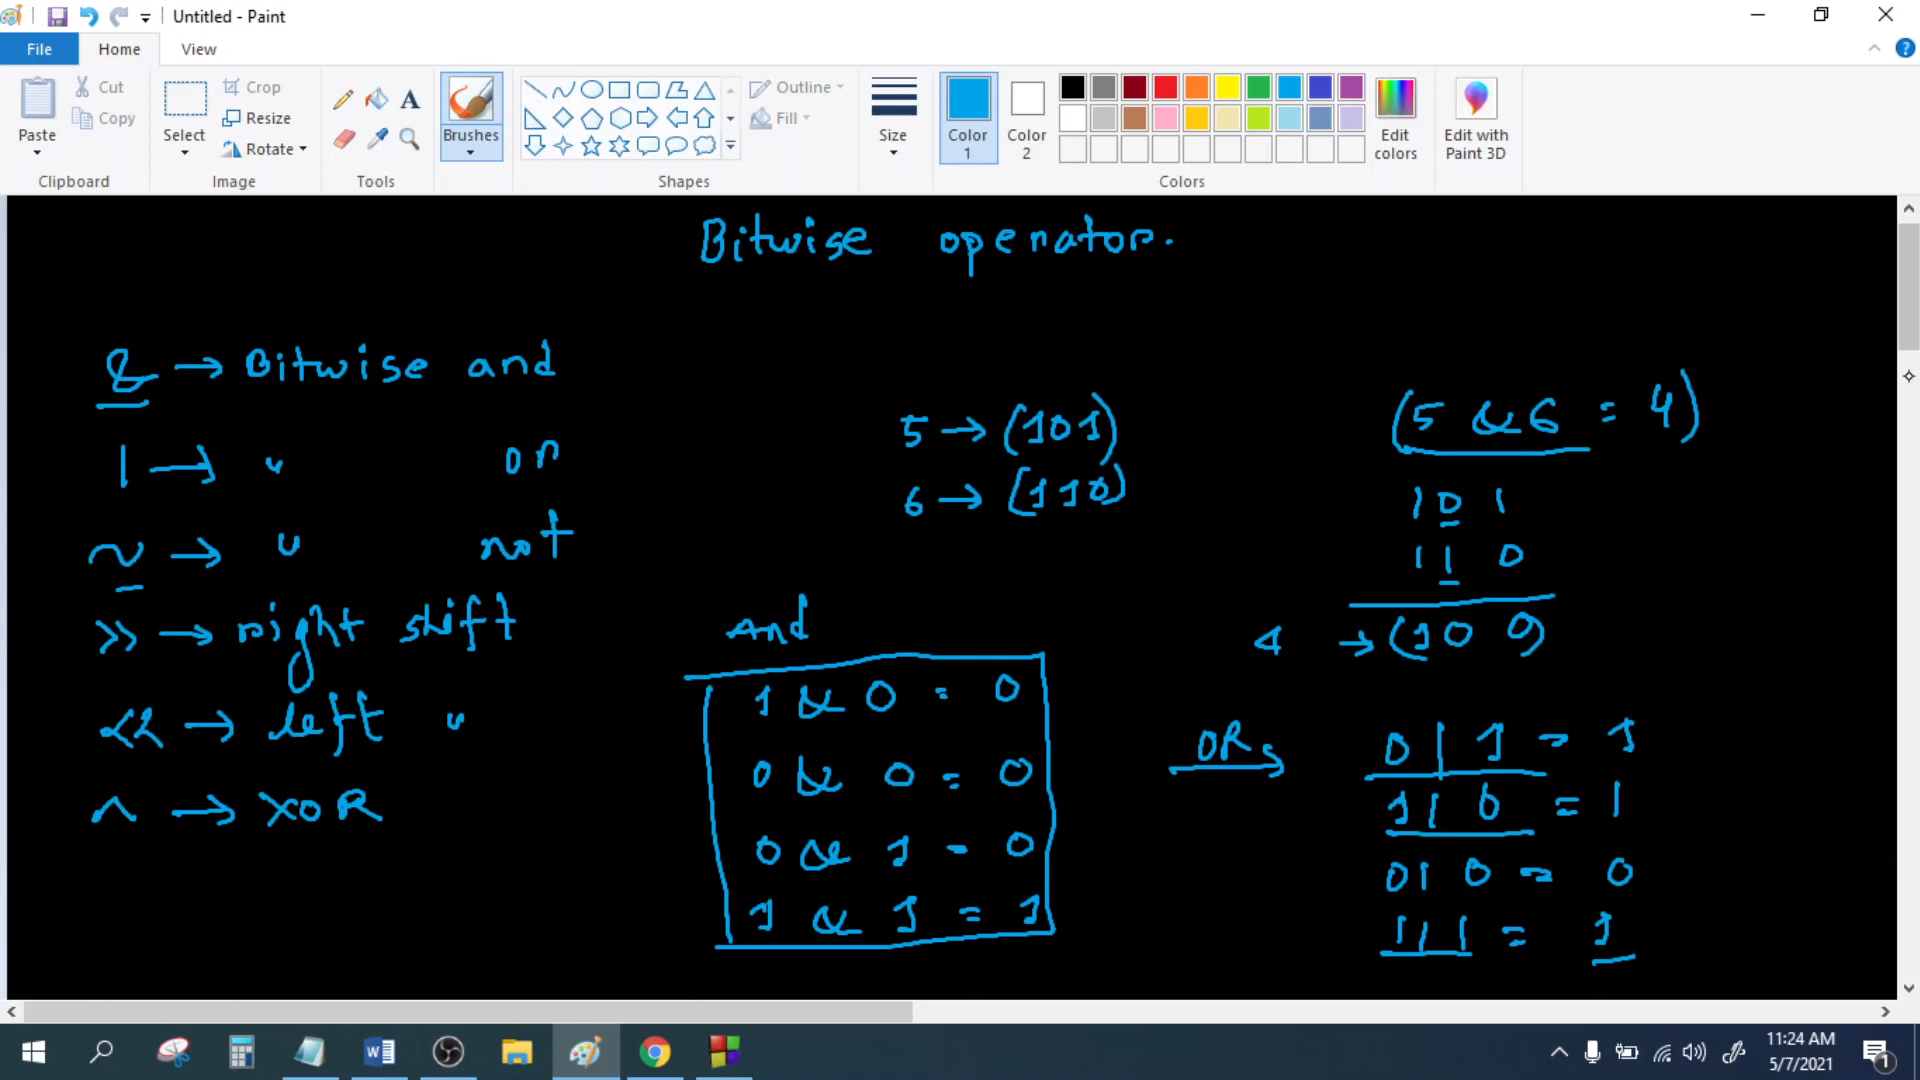 Untitled - Paint
File Home View
Paste
Cut
Copy
Clipboard
Select
Crop
Resize
Rotate
Image
Tools
Brushes
Shapes
Outline
Fill
Size
Color 1
Color 2
Edit colors
Edit with Paint 3D
Colors
Bitwise operator.
& → Bitwise and
| → " or
~ → " not
>> → right shift
<< → left "
^ → XOR
5 → (101)
6 → (110)
And
1 & 0 = 0
0 & 0 = 0
0 & 1 = 0
1 & 1 = 1
(5 & 6 = 4)
1 0 1
1 1 0
4 → (1 0 0)
OR
0 | 1 = 1
1 | 0 = 1
0 | 0 = 0
1 | 1 = 1
11:24 AM
5/7/2021
1